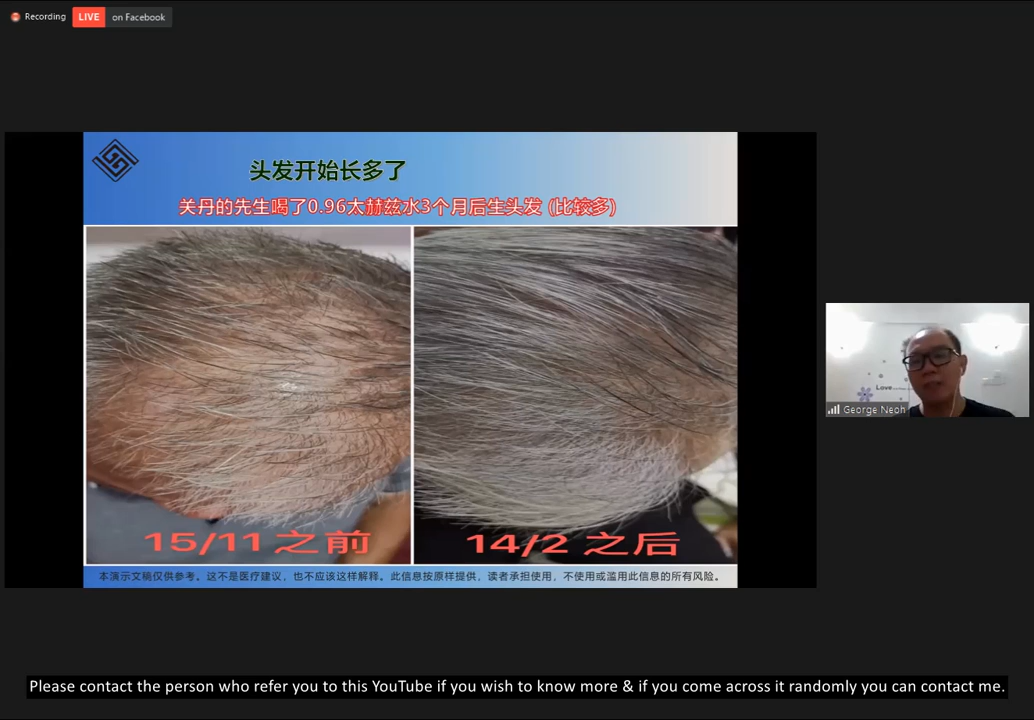 Recording LIVE on Facebook
头发开始长多了
关丹的先生喝了0.96太赫兹水3个月后生头发 (比较多)
15/11 之前
14/2 之后
本演示文稿仅供参考。这不是医疗建议，也不应该这样解释。此信息按原样提供，读者承担使用，不使用或滥用此信息的所有风险。
Love
George Neoh
Please contact the person who refer you to this YouTube if you wish to know more & if you come across it randomly you can contact me.